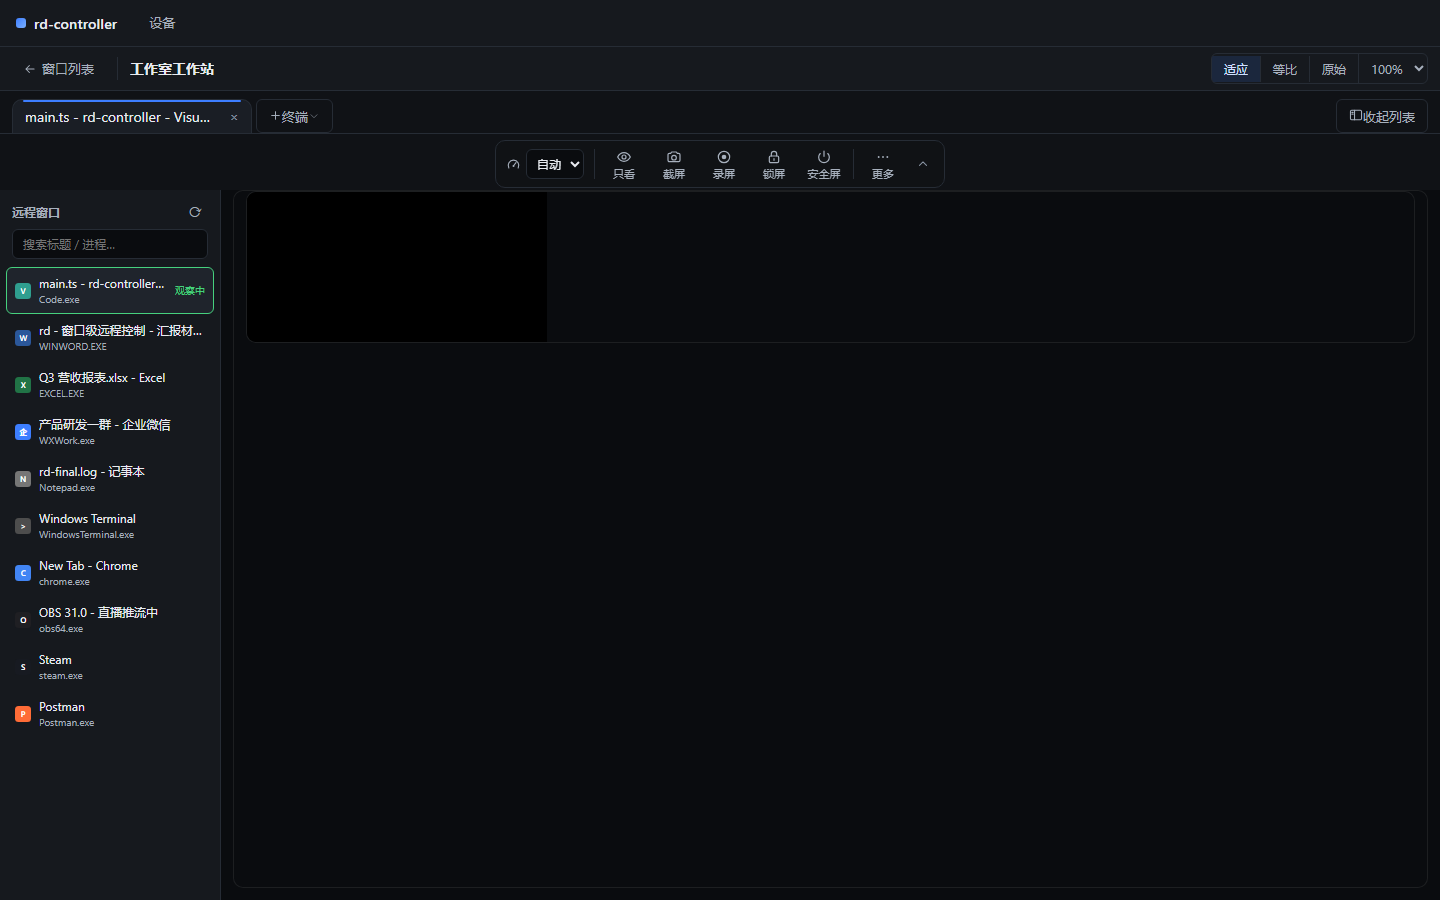 rd-controller 设备
← 窗口列表 工作室工作站 适应 等比 原始 100%
main.ts - rd-controller - Visu... × +终端 收起列表
自动 只看 截屏 录屏 锁屏 安全屏 更多
远程窗口
搜索标题 / 进程...
V main.ts - rd-controller... 观察中
Code.exe
W rd - 窗口级远程控制 - 汇报材...
WINWORD.EXE
X Q3 营收报表.xlsx - Excel
EXCEL.EXE
企 产品研发一群 - 企业微信
WXWork.exe
N rd-final.log - 记事本
Notepad.exe
> Windows Terminal
WindowsTerminal.exe
C New Tab - Chrome
chrome.exe
O OBS 31.0 - 直播推流中
obs64.exe
S Steam
steam.exe
P Postman
Postman.exe